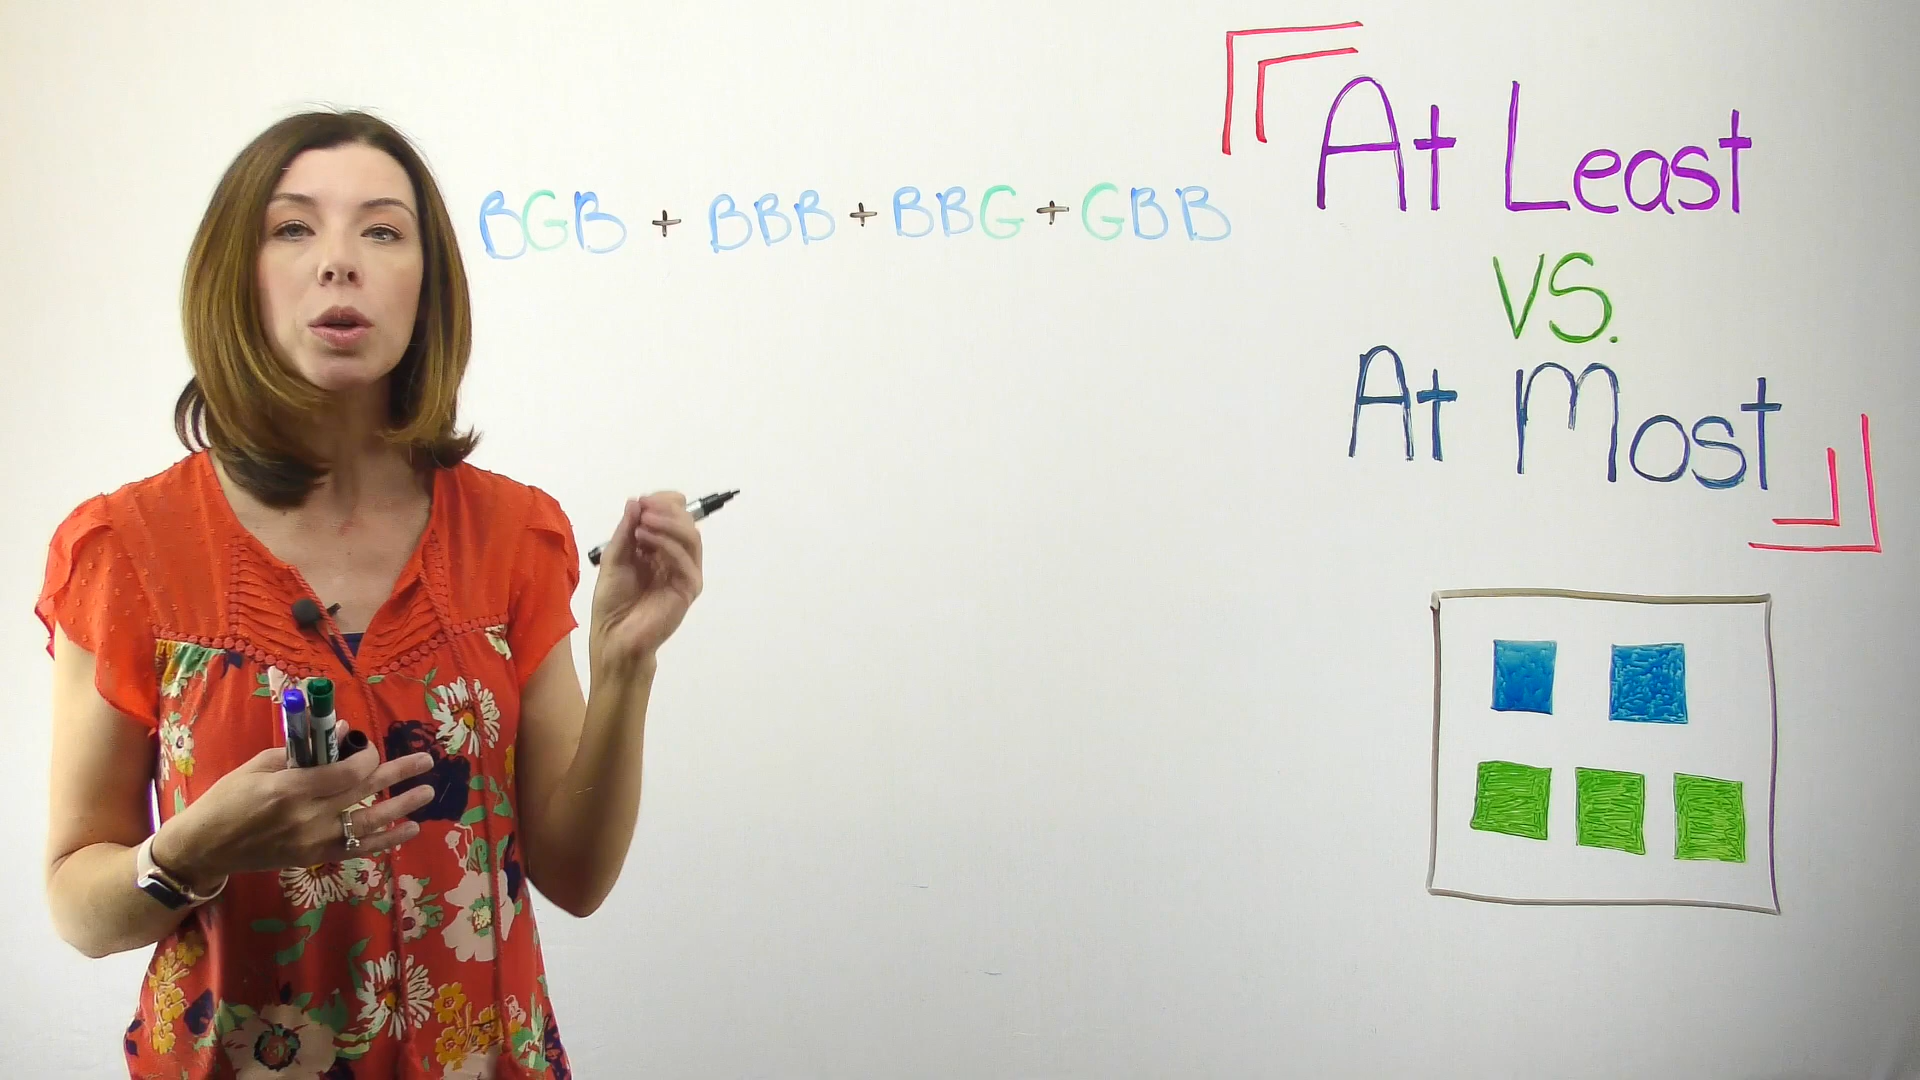 BGB + BBB + BBG + GBB
At Least
VS.
At Most